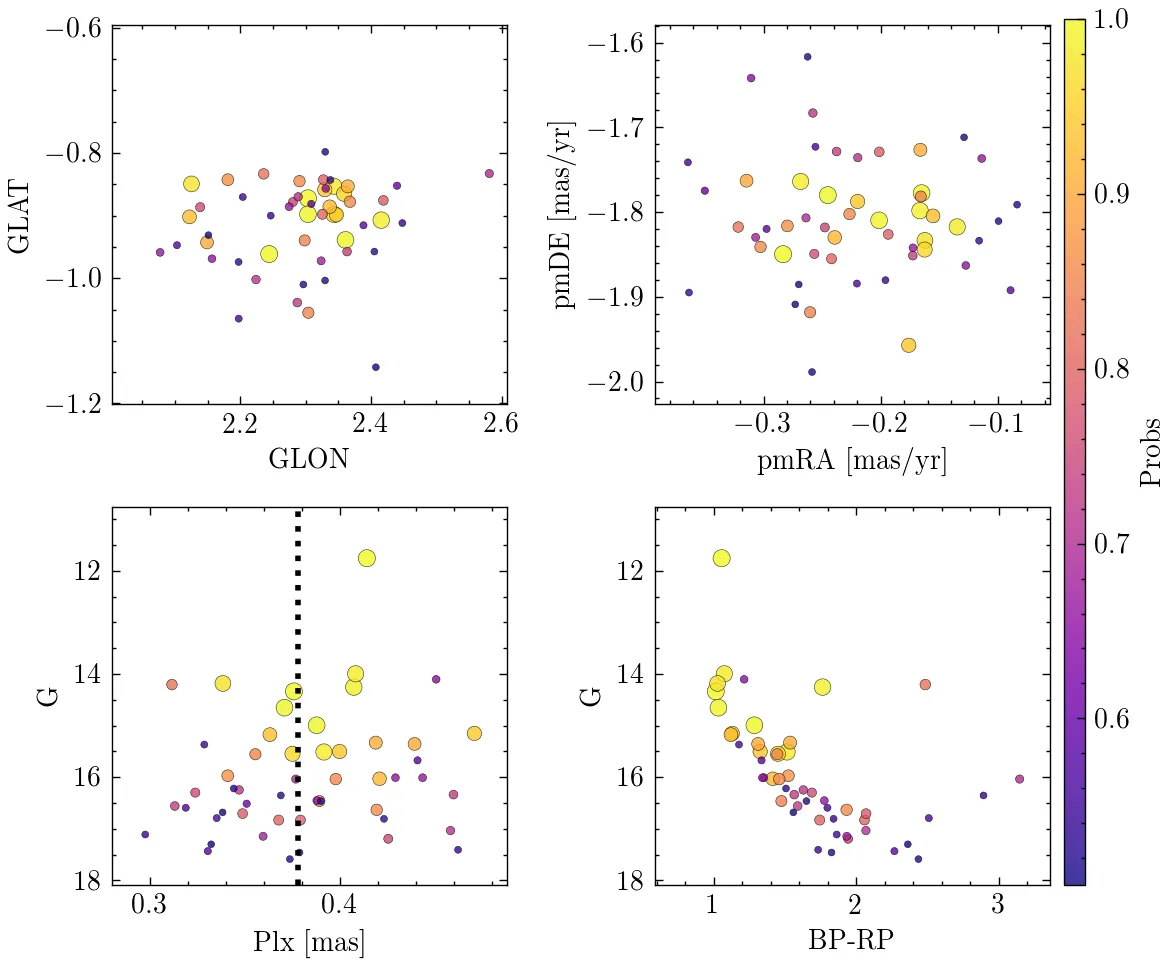 −0.6
−0.8
−1.0
−1.2
GLAT
2.2 2.4 2.6
GLON
−1.6
−1.7
−1.8
−1.9
−2.0
pmDE [mas/yr]
−0.3 −0.2 −0.1
pmRA [mas/yr]
12
14
16
18
G
0.3 0.4
Plx [mas]
12
14
16
18
G
1 2 3
BP-RP
1.0
0.9
0.8
0.7
0.6
Probs